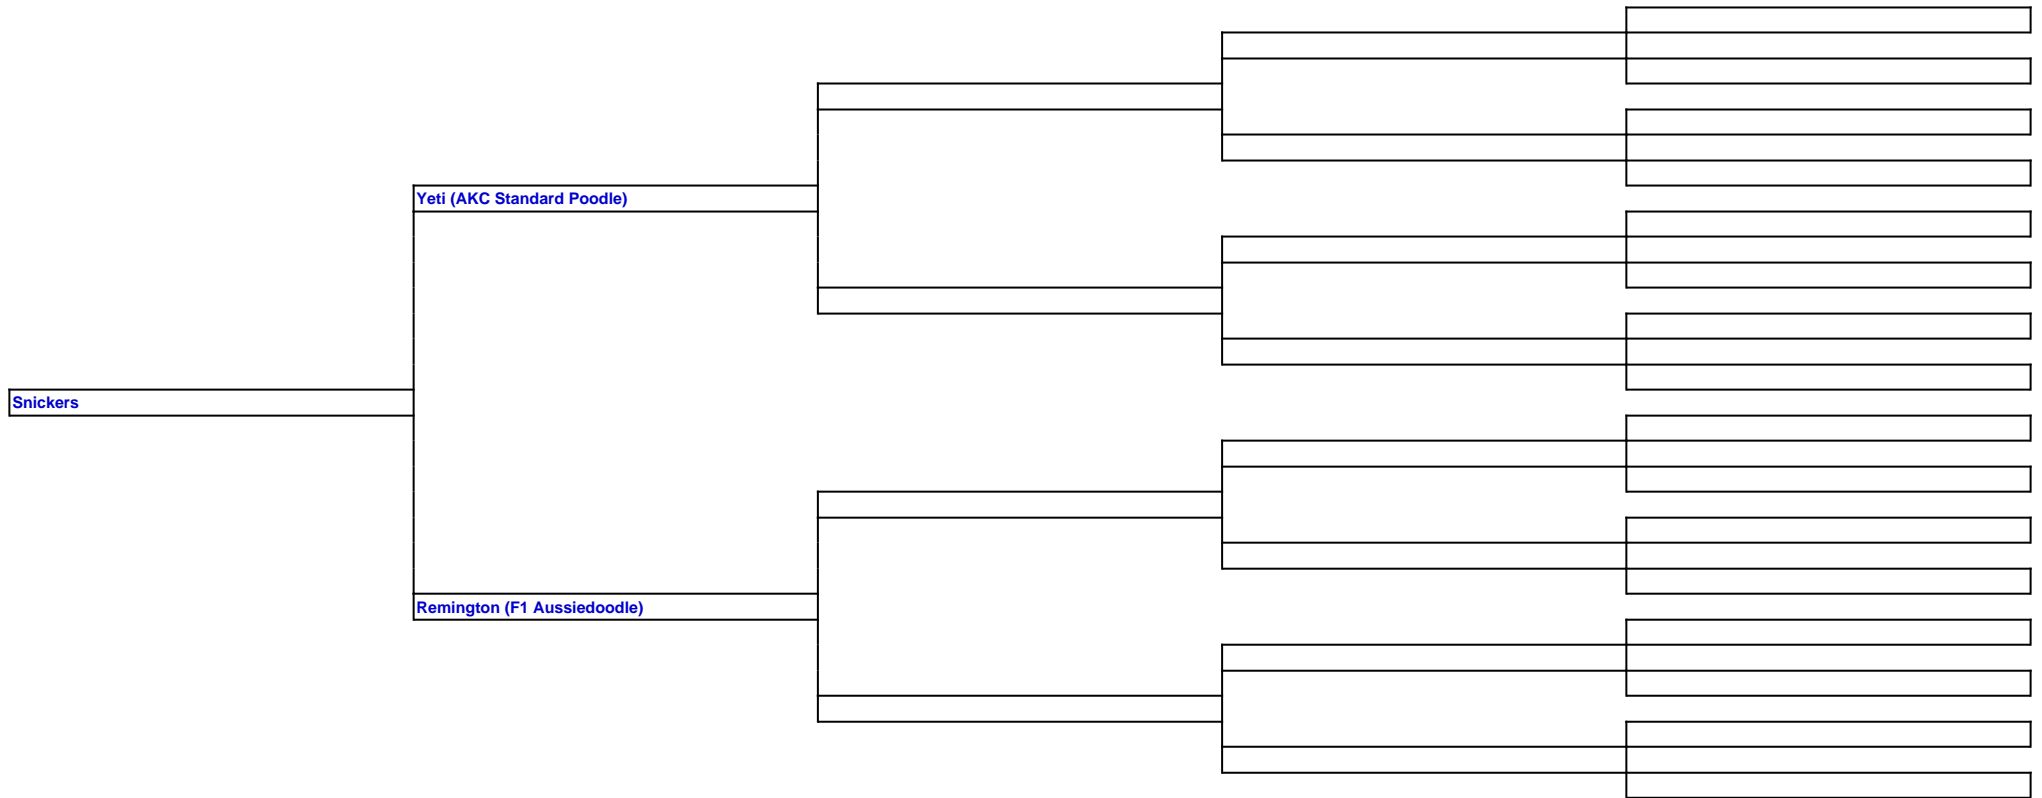 Yeti (AKC Standard Poodle)
Snickers
Remington (F1 Aussiedoodle)